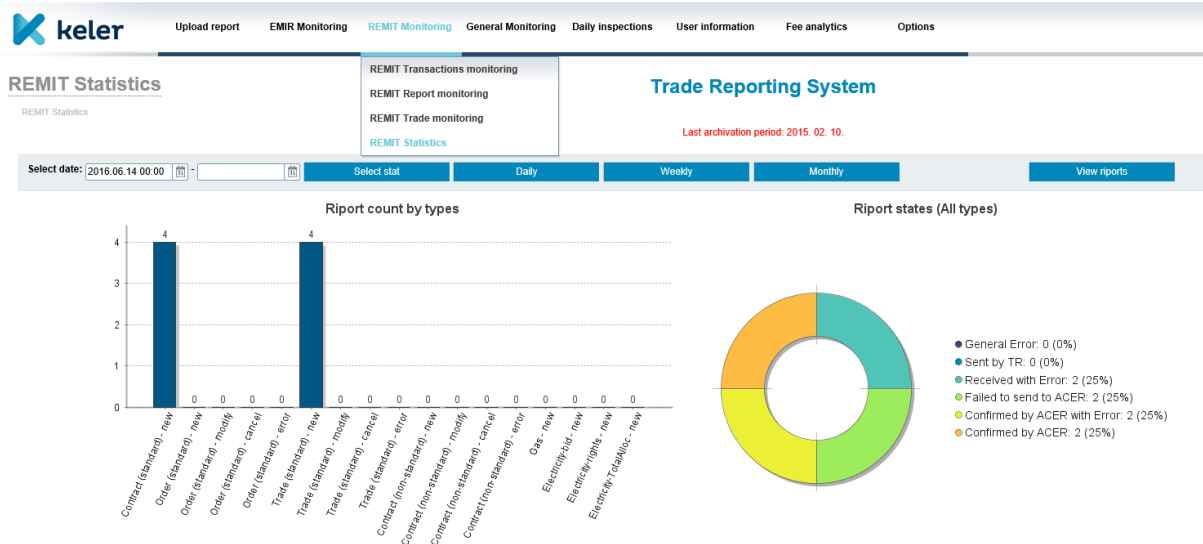 keler
Upload report
EMIR Monitoring
REMIT Monitoring
General Monitoring
Daily inspections
User information
Fee analytics
Options
REMIT Transactions monitoring
REMIT Report monitoring
REMIT Trade monitoring
REMIT Statistics
REMIT Statistics
REMIT Statistics
Trade Reporting System
Last archivation period: 2015. 02. 10.
Select date: 2016.06.14 00:00 -
Select stat
Daily
Weekly
Monthly
View riports
Riport count by types
4
3
2
1
0
4
0
0
0
0
4
0
0
0
0
0
0
0
0
0
0
0
Contract (standard) - new
Order (standard) - new
Order (standard) - modify
Order (standard) - cancel
Order (standard) - error
Trade (standard) - new
Trade (standard) - modify
Trade (standard) - cancel
Trade (standard) - error
Contract (non-standard) - new
Contract (non-standard) - modify
Contract (non-standard) - cancel
Contract (non-standard) - error
Gas - new
Electricity-bid - new
Electricity-rights - new
Electricity-TotalAlloc - new
Riport states (All types)
General Error: 0 (0%)
Sent by TR: 0 (0%)
Received with Error: 2 (25%)
Failed to send to ACER: 2 (25%)
Confirmed by ACER with Error: 2 (25%)
Confirmed by ACER: 2 (25%)